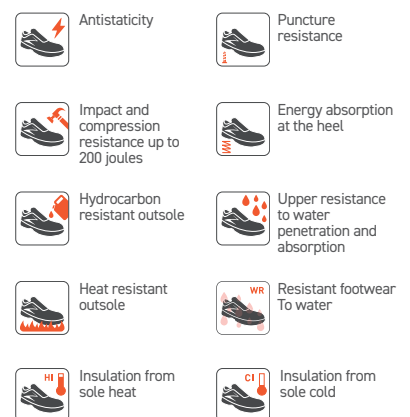 Antistaticity
Puncture
resistance
Impact and
compression
resistance up to
200 joules
Energy absorption
at the heel
Hydrocarbon
resistant outsole
Upper resistance
to water
penetration and
absorption
Heat resistant
outsole
WR
Resistant footwear
To water
HI
Insulation from
sole heat
CI
Insulation from
sole cold